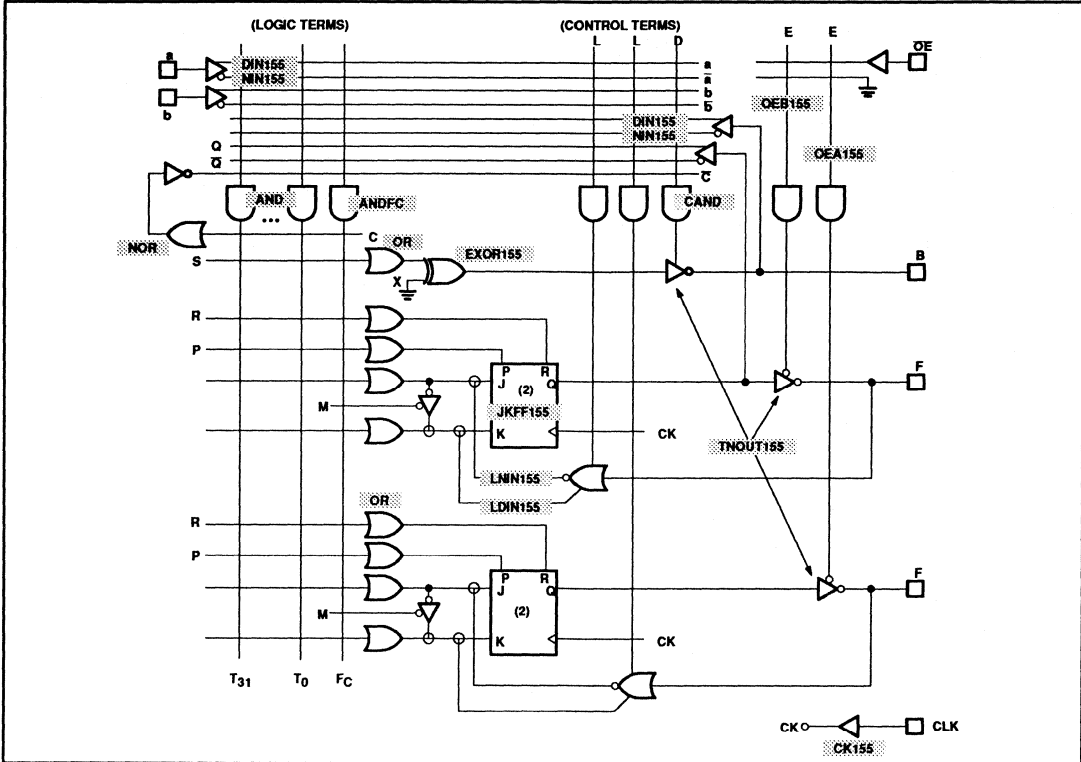 (LOGIC TERMS) (CONTROL TERMS)
L L D E E
a DIN155 a OE
NIN155 a
b b
b
OEB155
DIN155
NIN155
Q
Q OEA155
C
AND ANDFC CAND
...
NOR C OR
S EXOR155 B
X
R
P
P R F
J (2) Q
M JKFF155
K CK
TNOUT155
LNIN155
LDIN155
OR
R
P
P R F
J Q
M (2)
K CK
T31 T0 FC
CK CLK
CK155